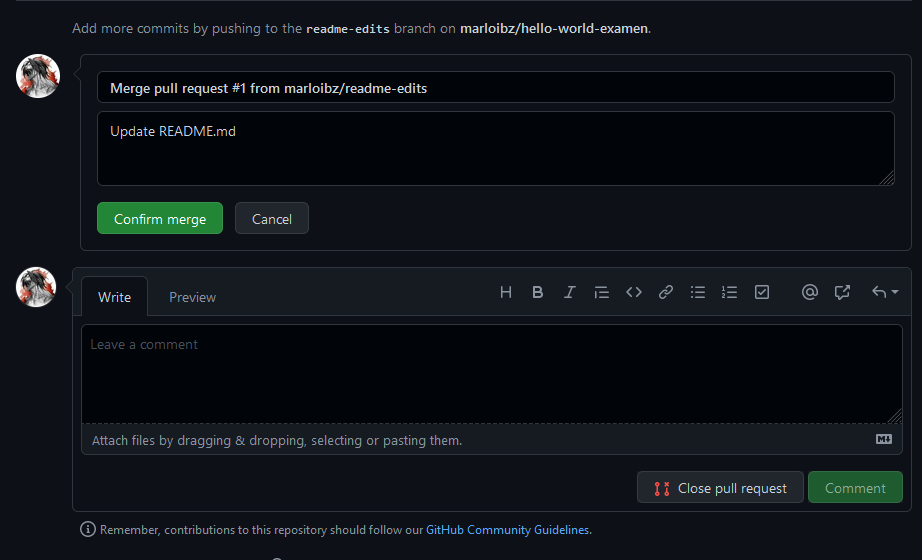 Add more commits by pushing to the readme-edits branch on marloibz/hello-world-examen.
Merge pull request #1 from marloibz/readme-edits
Update README.md
Confirm merge
Cancel
Write
Preview
Leave a comment
Attach files by dragging & dropping, selecting or pasting them.
Close pull request
Comment
Remember, contributions to this repository should follow our GitHub Community Guidelines.